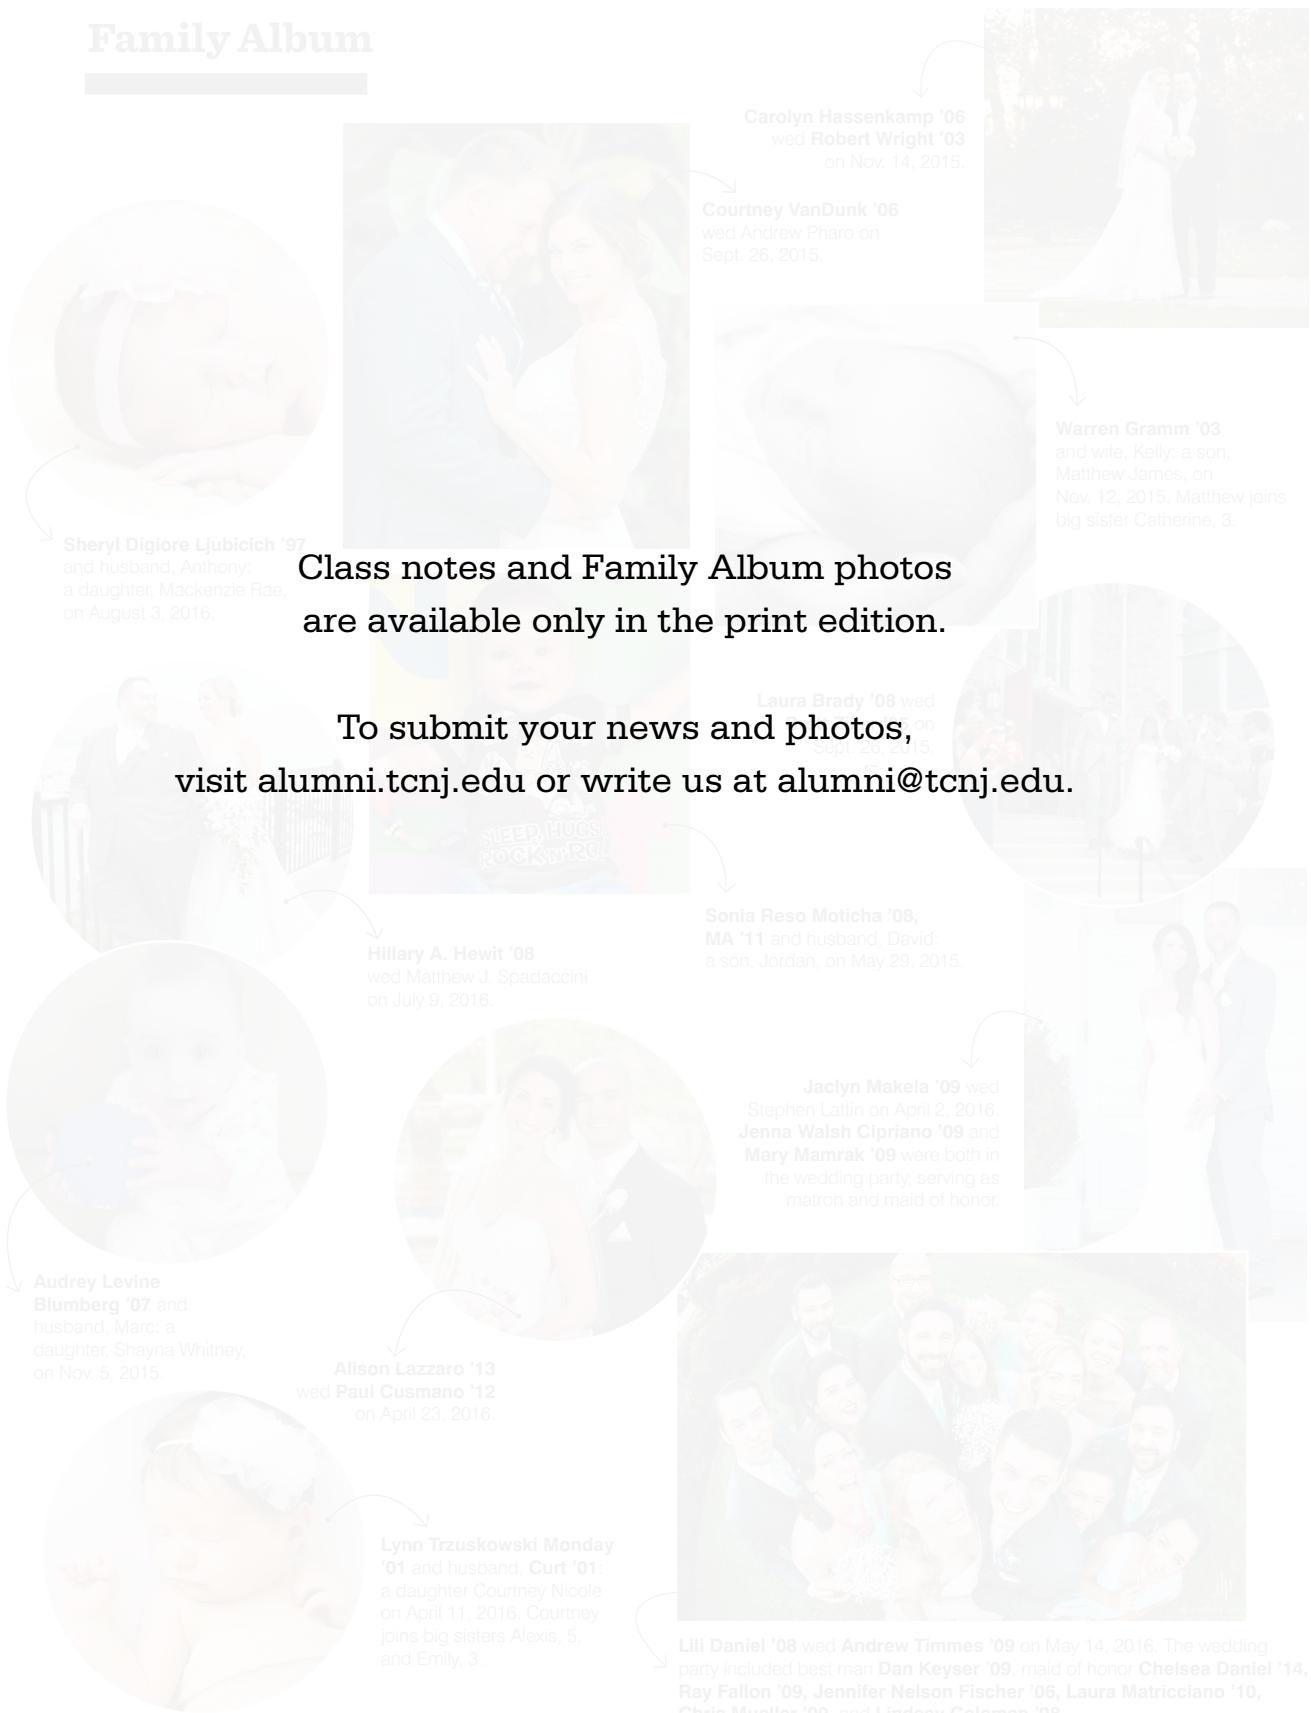 Family Album
Carolyn Hassenkamp '06
wed Robert Wright '03
on Nov. 14, 2015.
Courtney VanDunk '06
wed Andrew Pharo on
Sept. 26, 2015.
Warren Gramm '03
and wife, Kelly: a son,
Matthew James, on
Nov. 12, 2015. Matthew joins
big sister Catherine, 3.
Sheryl Digiore Ljubicich '97
and husband, Anthony:
a daughter, Mackenzie Rae,
on August 3, 2016.
Class notes and Family Album photos
are available only in the print edition.
To submit your news and photos,
visit alumni.tcnj.edu or write us at alumni@tcnj.edu.
Laura Brady '08 wed
on
Sept. 26, 2015.
SLEEP, HUGS
ROCK 'n' RO
Sonia Reso Moticha '08,
MA '11 and husband, David:
a son, Jordan, on May 29, 2015.
Hillary A. Hewit '08
wed Matthew J. Spadaccini
on July 9, 2016.
Jaclyn Makela '09 wed
Stephen Lattin on April 2, 2016.
Jenna Walsh Cipriano '09 and
Mary Mamrak '09 were both in
the wedding party, serving as
matron and maid of honor.
Audrey Levine
Blumberg '07 and
husband, Marc: a
daughter, Shayna Whitney,
on Nov. 5, 2015.
Alison Lazzaro '13
wed Paul Cusmano '12
on April 23, 2016.
Lynn Trzuskowski Monday
'01 and husband, Curt '01:
a daughter Courtney Nicole
on April 11, 2016. Courtney
joins big sisters Alexis, 5,
and Emily, 3.
Lili Daniel '08 wed Andrew Timmes '09 on May 14, 2016. The wedding
party included best man Dan Keyser '09, maid of honor Chelsea Daniel '14,
Ray Fallon '09, Jennifer Nelson Fischer '06, Laura Matricciano '10,
Chris Mueller '09, and Lindsay Coleman '08.